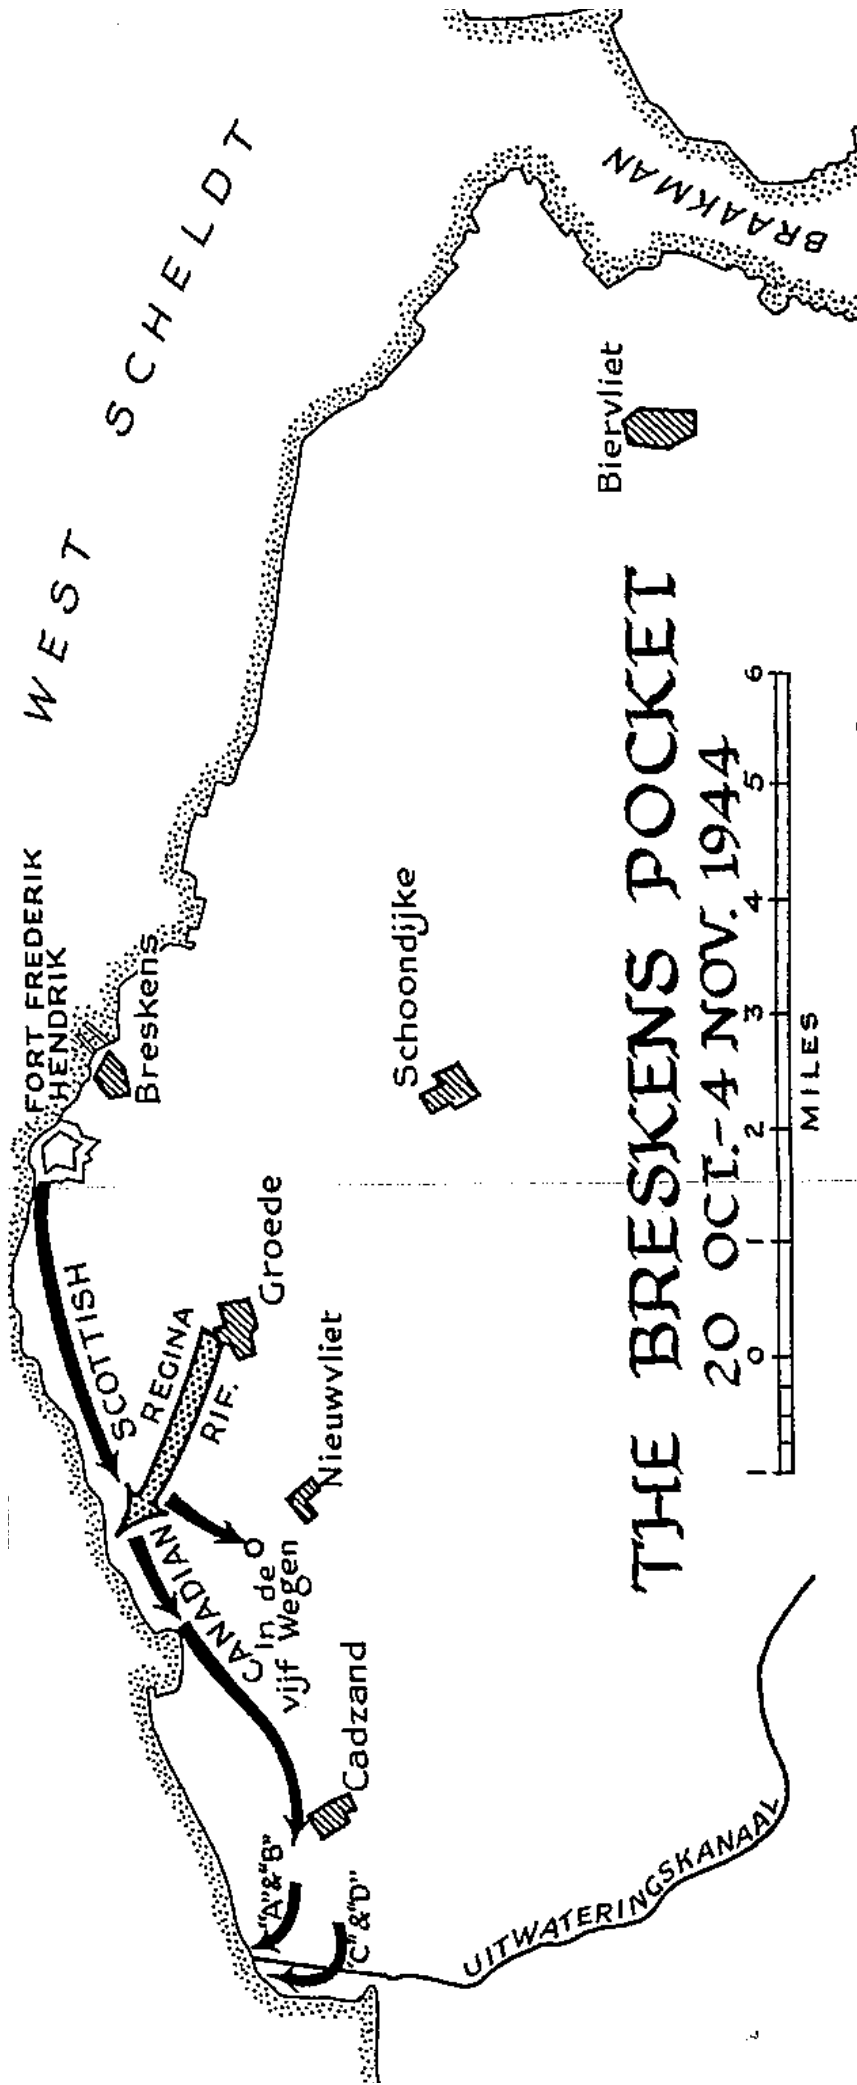 WEST SCHELDT
BRAAKMAN
FORT FREDERIK
HENDRIK
Breskens
SCOTTISH
REGINA
RIF.
Groede
Schoondijke
Biervliet
Nieuwvliet
CANADIAN
In de
vijf Wegen
Cadzand
"A"&"B"
"C"&"D"
UITWATERINGSKANAAL
THE BRESKENS POCKET
20 OCT.-4 NOV. 1944
1 0 1 2 3 4 5 6
MILES